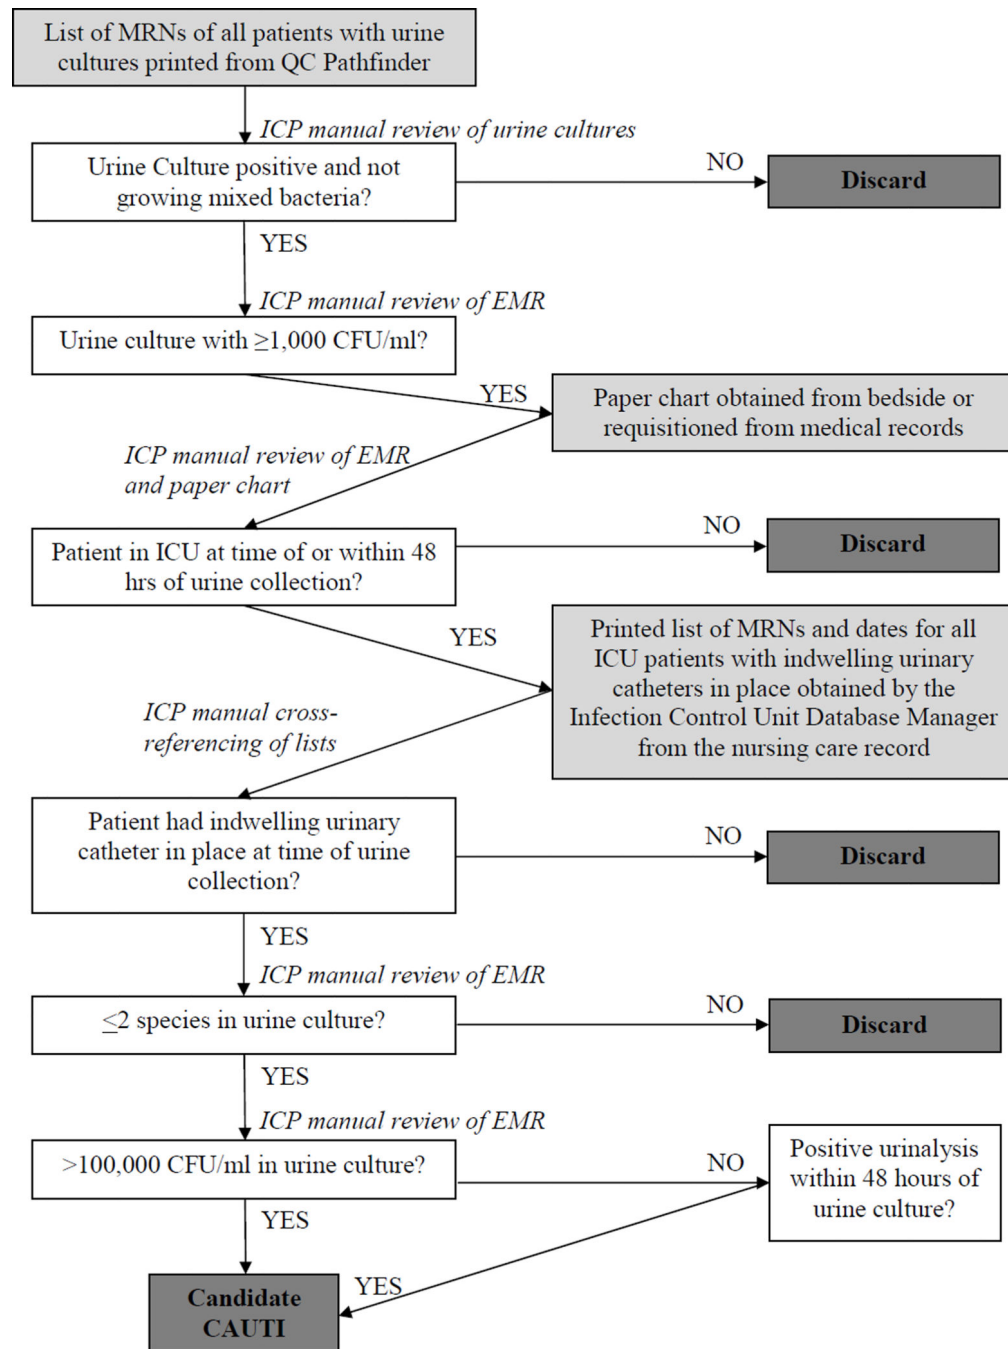 List of MRNs of all patients with urine
cultures printed from QC Pathfinder
ICP manual review of urine cultures
Urine Culture positive and not
growing mixed bacteria?
NO
Discard
YES
ICP manual review of EMR
Urine culture with ≥1,000 CFU/ml?
YES
Paper chart obtained from bedside or
requisitioned from medical records
ICP manual review of EMR
and paper chart
Patient in ICU at time of or within 48
hrs of urine collection?
NO
Discard
YES
Printed list of MRNs and dates for all
ICU patients with indwelling urinary
catheters in place obtained by the
Infection Control Unit Database Manager
from the nursing care record
ICP manual cross-
referencing of lists
Patient had indwelling urinary
catheter in place at time of urine
collection?
NO
Discard
YES
ICP manual review of EMR
≤2 species in urine culture?
NO
Discard
YES
ICP manual review of EMR
>100,000 CFU/ml in urine culture?
NO
Positive urinalysis
within 48 hours of
urine culture?
YES
YES
Candidate
CAUTI